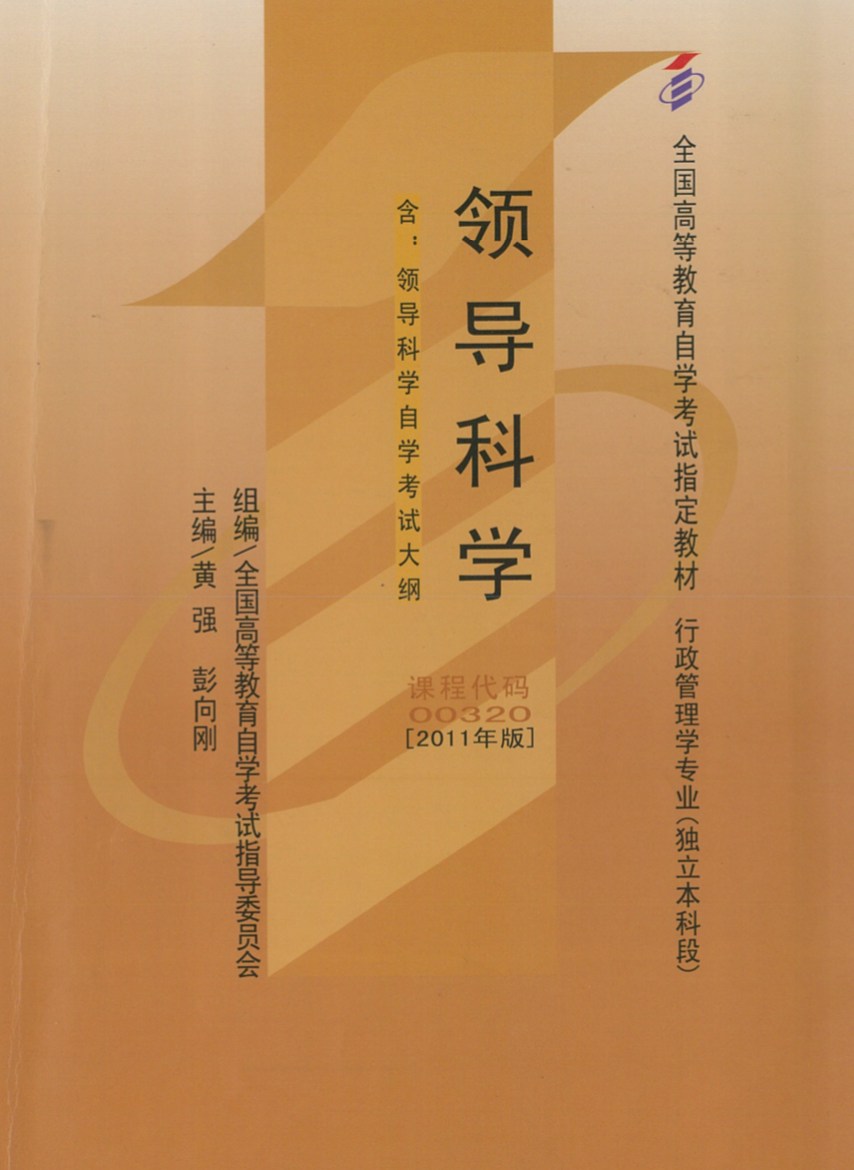 全国高等教育自学考试指定教材 行政管理学专业(独立本科段)
领导科学
含:领导科学自学考试大纲
课程代码
00320
[2011年版]
组编/全国高等教育自学考试指导委员会
主编/黄 强 彭向刚